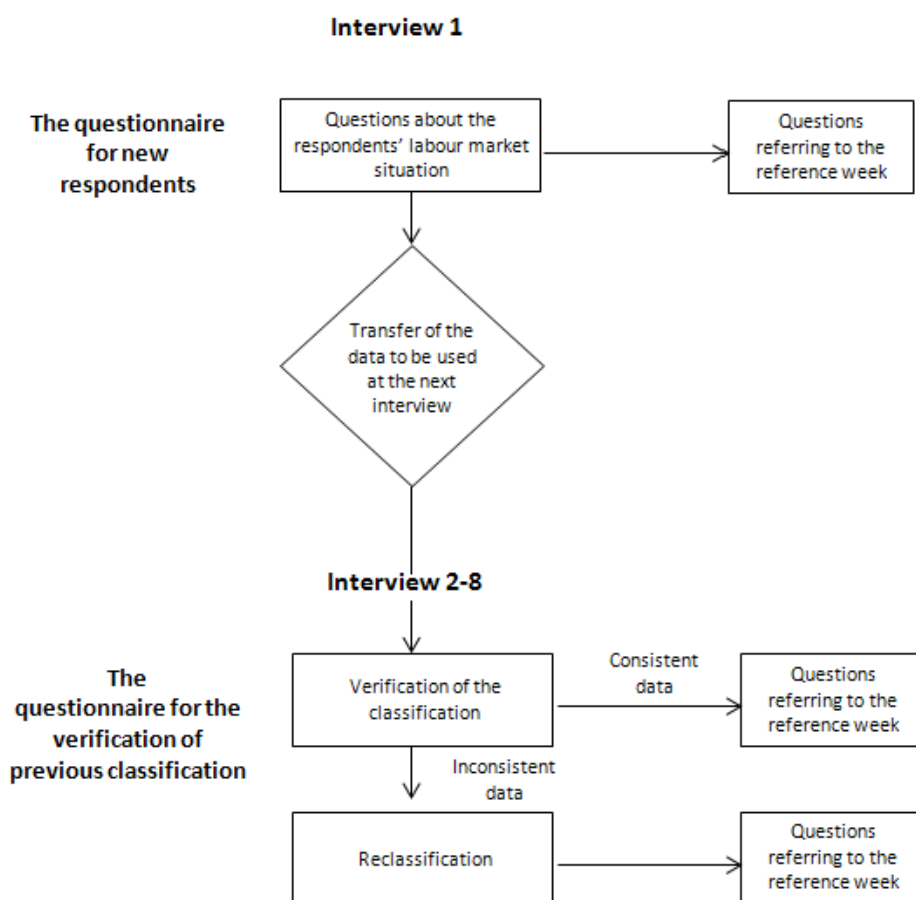 Interview 1
The questionnaire
for new
respondents
Questions about the
respondents’ labour market
situation
Questions
referring to the
reference week
Transfer of the
data to be used
at the next
interview
Interview 2-8
The
questionnaire for the
verification of
previous classification
Verification of the
classification
Consistent
data
Questions
referring to the
reference week
Inconsistent
data
Reclassification
Questions
referring to the
reference week